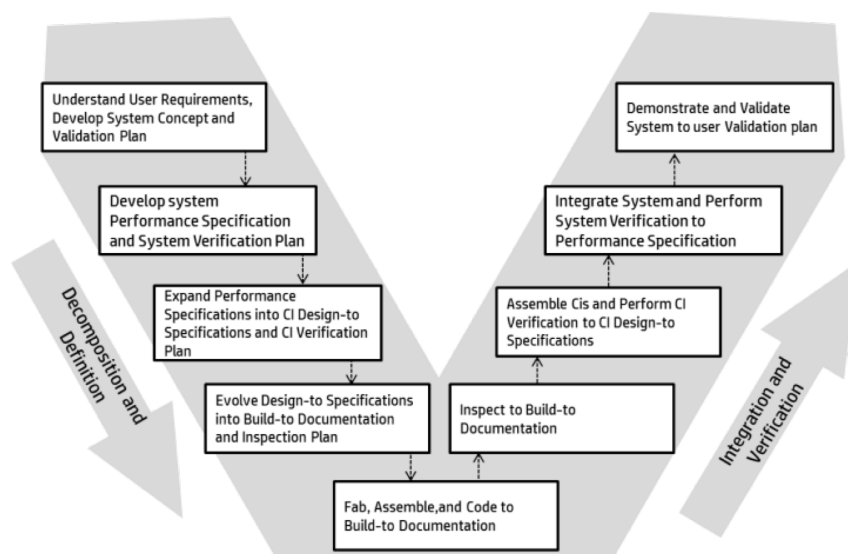 Understand User Requirements,
Develop System Concept and
Validation Plan
Develop system
Performance Specification
and System Verification Plan
Expand Performance
Specifications into CI Design-to
Specifications and CI Verification
Plan
Evolve Design-to Specifications
into Build-to Documentation
and Inspection Plan
Fab, Assemble,and Code to
Build-to Documentation
Inspect to Build-to
Documentation
Assemble Cis and Perform CI
Verification to CI Design-to
Specifications
Integrate System and Perform
System Verification to
Performance Specification
Demonstrate and Validate
System to user Validation plan
Decomposition and
Definition
Integration and
Verification